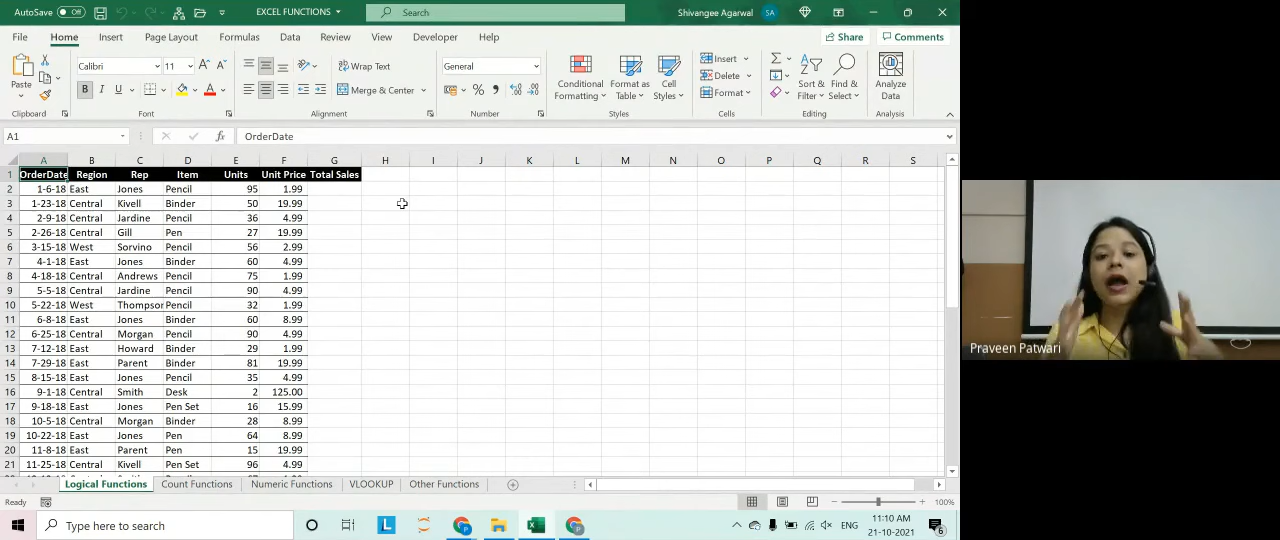 AutoSave Off EXCEL FUNCTIONS Search Shivangee Agarwal SA
File Home Insert Page Layout Formulas Data Review View Developer Help Share Comments
Paste Calibri 11 Wrap Text General Conditional Formatting Format as Table Cell Styles Insert Sort & Filter Find & Select Analyze Data
Delete
B I U Merge & Center % Format
Clipboard Font Alignment Number Styles Cells Editing Analysis
A1 fx OrderDate
A B C D E F G H I J K L M N O P Q R S
1 OrderDate Region Rep Item Units Unit Price Total Sales
2 1-6-18 East Jones Pencil 95 1.99
3 1-23-18 Central Kivell Binder 50 19.99
4 2-9-18 Central Jardine Pencil 36 4.99
5 2-26-18 Central Gill Pen 27 19.99
6 3-15-18 West Sorvino Pencil 56 2.99
7 4-1-18 East Jones Binder 60 4.99
8 4-18-18 Central Andrews Pencil 75 1.99
9 5-5-18 Central Jardine Pencil 90 4.99
10 5-22-18 West Thompson Pencil 32 1.99
11 6-8-18 East Jones Binder 60 8.99
12 6-25-18 Central Morgan Pencil 90 4.99
13 7-12-18 East Howard Binder 29 1.99
14 7-29-18 East Parent Binder 81 19.99
15 8-15-18 East Jones Pencil 35 4.99
16 9-1-18 Central Smith Desk 2 125.00
17 9-18-18 East Jones Pen Set 16 15.99
18 10-5-18 Central Morgan Binder 28 8.99
19 10-22-18 East Jones Pen 64 8.99
20 11-8-18 East Parent Pen 15 19.99
21 11-25-18 Central Kivell Pen Set 96 4.99
Logical Functions Count Functions Numeric Functions VLOOKUP Other Functions
Ready 100%
Type here to search L ENG 11:10 AM
21-10-2021 6
Praveen Patwari